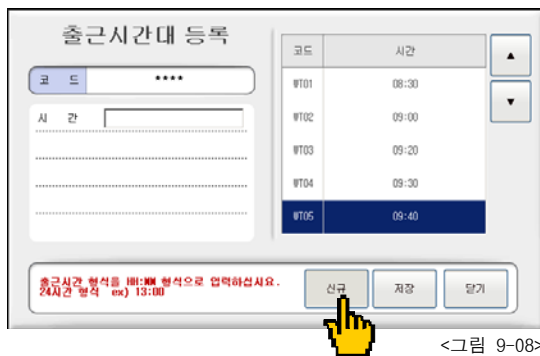 출근시간대 등록
코 드 ****
시 간
코드 시간
WT01 08:30
WT02 09:00
WT03 09:20
WT04 09:30
WT05 09:40
출근시간 형식을 HH:MM 형식으로 입력하십시요.
24시간 형식 ex) 13:00
신규 저장 닫기
<그림 9-08>